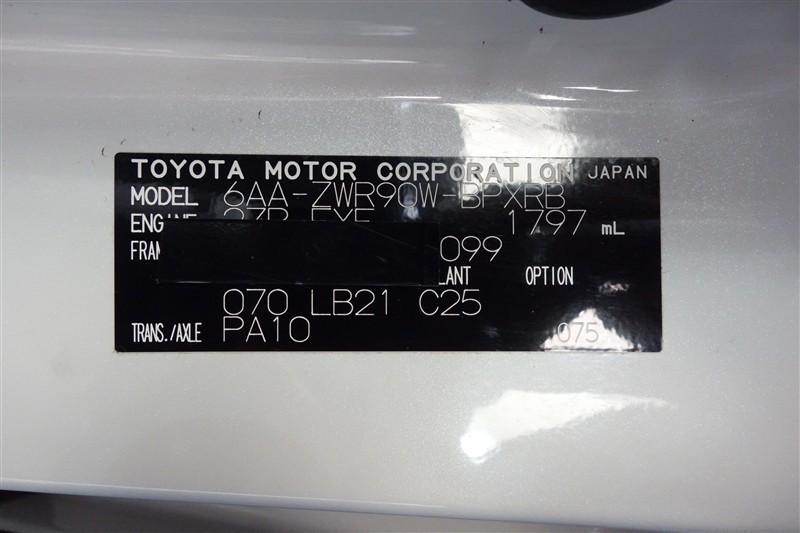 TOYOTA MOTOR CORPORATION JAPAN
MODEL 6AA-ZWR90W-BPXRB
1797 mL
099
OPTION
070 LB21 C25
TRANS./AXLE PA10 075